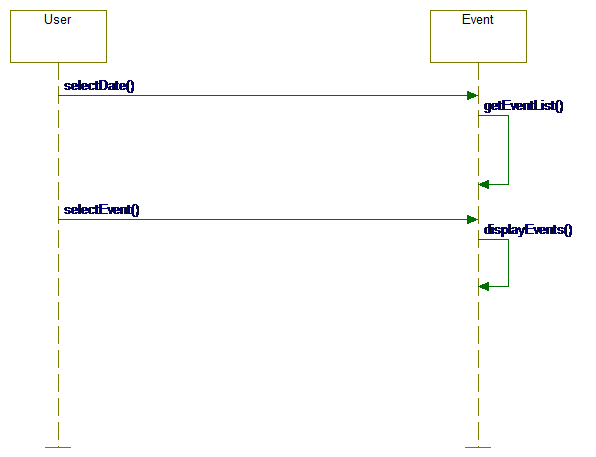 User
Event
selectDate()
getEventList()
selectEvent()
displayEvents()